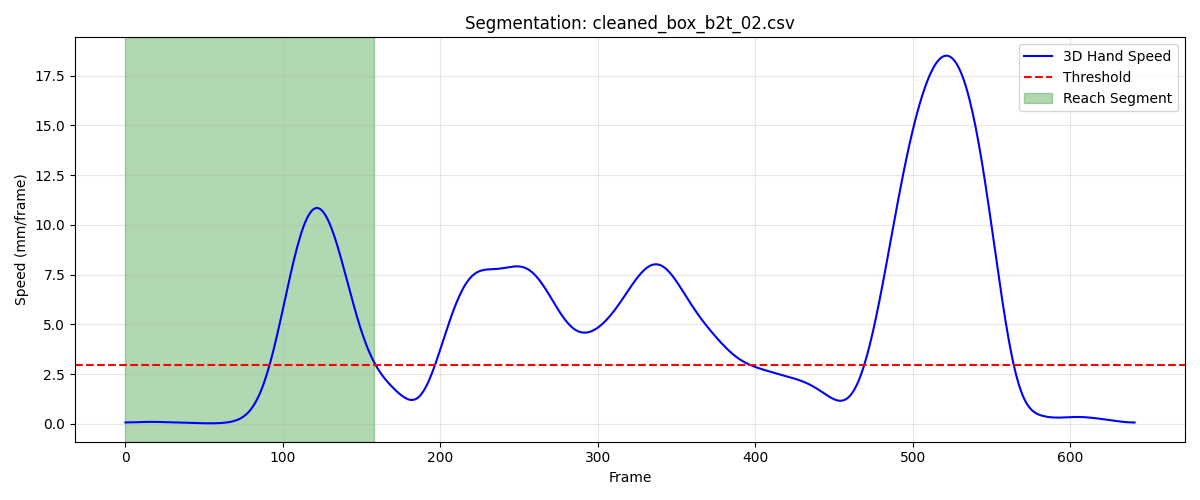 Segmentation: cleaned_box_b2t_02.csv
3D Hand Speed
Threshold
Reach Segment
Speed (mm/frame)
17.5
15.0
12.5
10.0
7.5
5.0
2.5
0.0
0 100 200 300 400 500 600
Frame